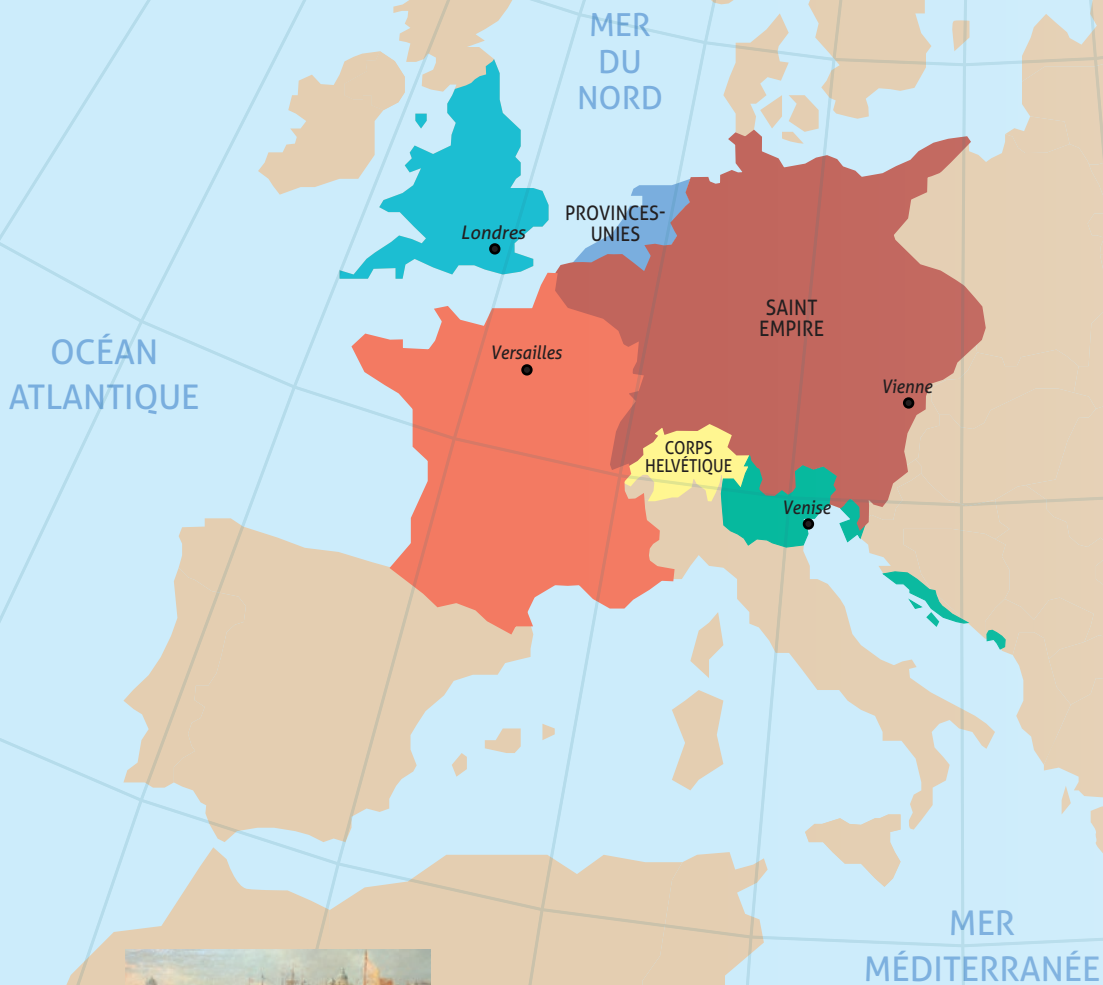 MER
DU
NORD
PROVINCES-
UNIES
Londres
SAINT
EMPIRE
OCÉAN
ATLANTIQUE
Versailles
Vienne
CORPS
HELVÉTIQUE
Venise
MER
MÉDITERRANÉE